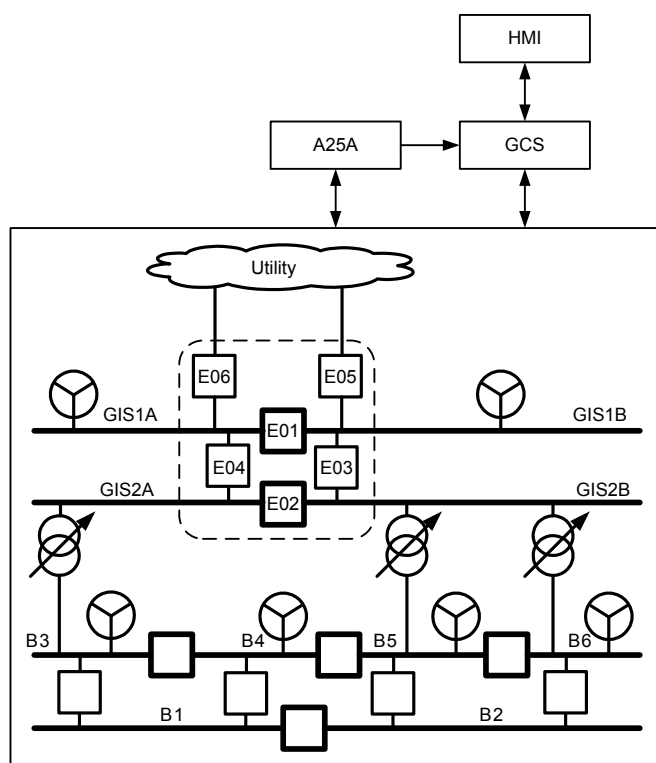 HMI
A25A
GCS
Utility
E06
E05
GIS1A
E01
GIS1B
E04
E03
GIS2A
E02
GIS2B
B3
B4
B5
B6
B1
B2